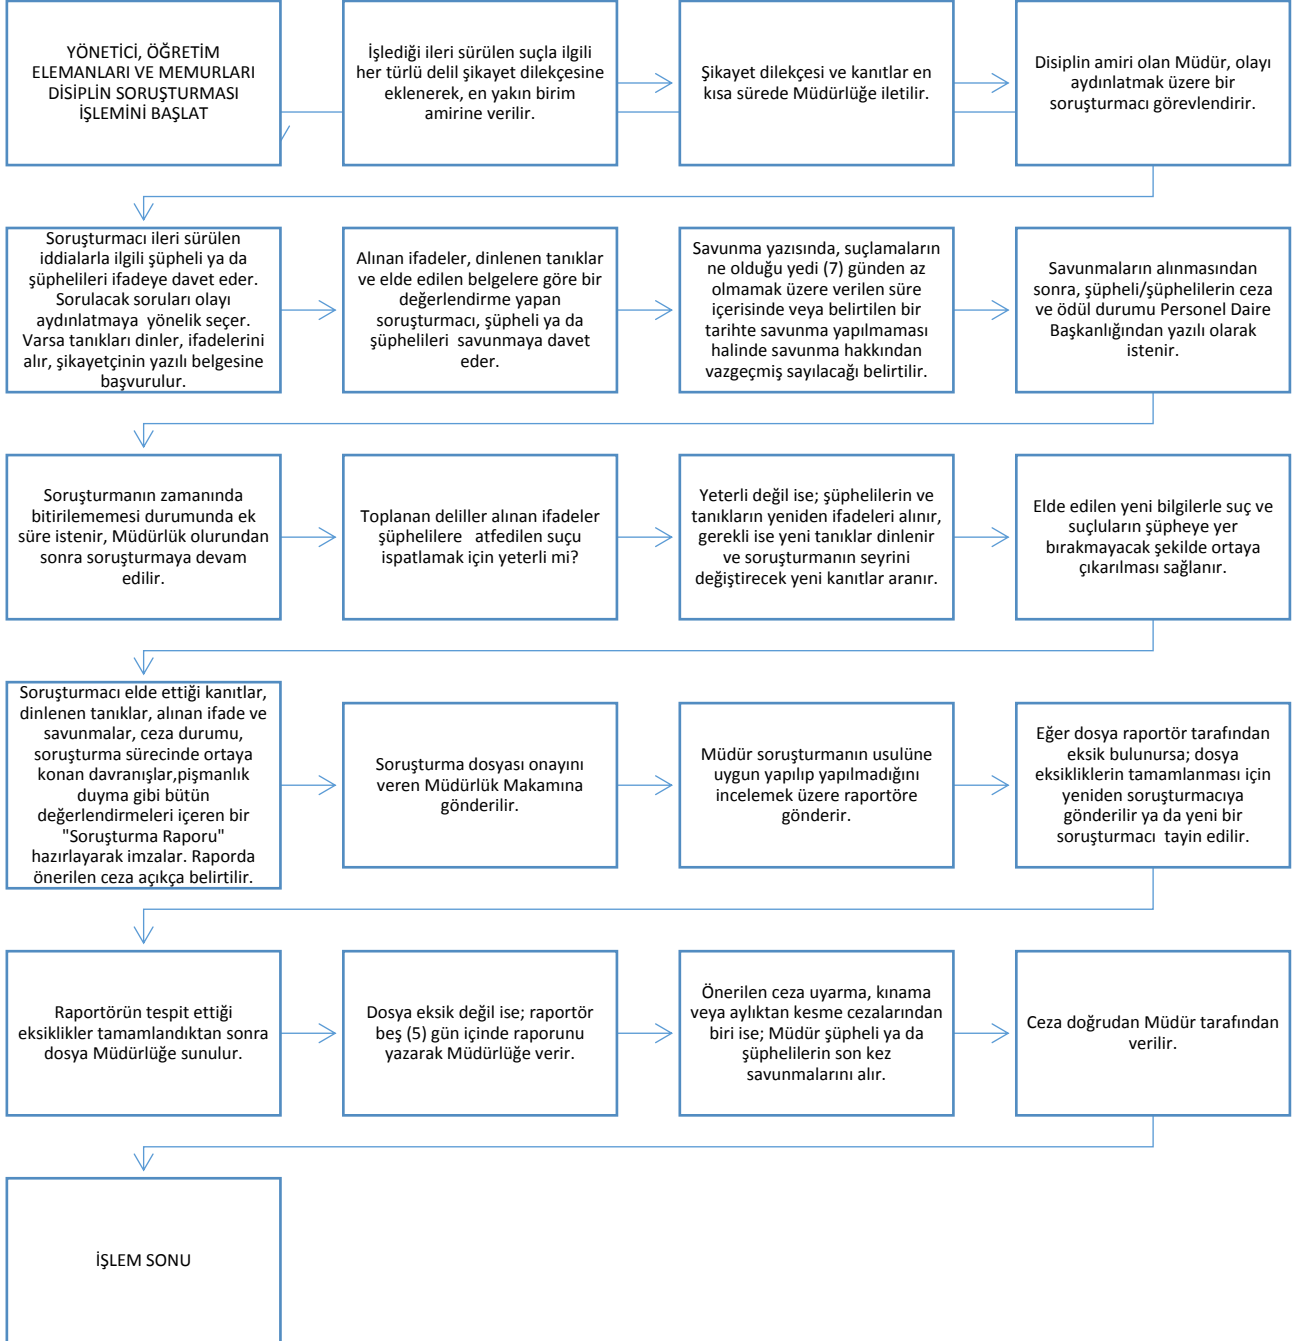 YÖNETİCİ, ÖĞRETİM
ELEMANLARI VE MEMURLARI
DİSİPLİN SORUŞTURMASI
İŞLEMİNİ BAŞLAT
İşlediği ileri sürülen suçla ilgili
her türlü delil şikayet dilekçesine
eklenerek, en yakın birim
amirine verilir.
Şikayet dilekçesi ve kanıtlar en
kısa sürede Müdürlüğe iletilir.
Disiplin amiri olan Müdür, olayı
aydınlatmak üzere bir
soruşturmacı görevlendirir.
Soruşturmacı ileri sürülen
iddialarla ilgili şüpheli ya da
şüphelileri ifadeye davet eder.
Sorulacak soruları olayı
aydınlatmaya yönelik seçer.
Varsa tanıkları dinler, ifadelerini
alır, şikayetçinin yazılı belgesine
başvurulur.
Alınan ifadeler, dinlenen tanıklar
ve elde edilen belgelere göre bir
değerlendirme yapan
soruşturmacı, şüpheli ya da
şüphelileri savunmaya davet
eder.
Savunma yazısında, suçlamaların
ne olduğu yedi (7) günden az
olmamak üzere verilen süre
içerisinde veya belirtilen bir
tarihte savunma yapılmaması
halinde savunma hakkından
vazgeçmiş sayılacağı belirtilir.
Savunmaların alınmasından
sonra, şüpheli/şüphelilerin ceza
ve ödül durumu Personel Daire
Başkanlığından yazılı olarak
istenir.
Soruşturmanın zamanında
bitirilememesi durumunda ek
süre istenir, Müdürlük olurundan
sonra soruşturmaya devam
edilir.
Toplanan deliller alınan ifadeler
şüphelilere atfedilen suçu
ispatlamak için yeterli mi?
Yeterli değil ise; şüphelilerin ve
tanıkların yeniden ifadeleri alınır,
gerekli ise yeni tanıklar dinlenir
ve soruşturmanın seyrini
değiştirecek yeni kanıtlar aranır.
Elde edilen yeni bilgilerle suç ve
suçluların şüpheye yer
bırakmayacak şekilde ortaya
çıkarılması sağlanır.
Soruşturmacı elde ettiği kanıtlar,
dinlenen tanıklar, alınan ifade ve
savunmalar, ceza durumu,
soruşturma sürecinde ortaya
konan davranışlar,pişmanlık
duyma gibi bütün
değerlendirmeleri içeren bir
"Soruşturma Raporu"
hazırlayarak imzalar. Raporda
önerilen ceza açıkça belirtilir.
Soruşturma dosyası onayını
veren Müdürlük Makamına
gönderilir.
Müdür soruşturmanın usulüne
uygun yapılıp yapılmadığını
incelemek üzere raportöre
gönderir.
Eğer dosya raportör tarafından
eksik bulunursa; dosya
eksikliklerin tamamlanması için
yeniden soruşturmacıya
gönderilir ya da yeni bir
soruşturmacı tayin edilir.
Raportörün tespit ettiği
eksiklikler tamamlandıktan sonra
dosya Müdürlüğe sunulur.
Dosya eksik değil ise; raportör
beş (5) gün içinde raporunu
yazarak Müdürlüğe verir.
Önerilen ceza uyarma, kınama
veya aylıktan kesme cezalarından
biri ise; Müdür şüpheli ya da
şüphelilerin son kez
savunmalarını alır.
Ceza doğrudan Müdür tarafından
verilir.
İŞLEM SONU